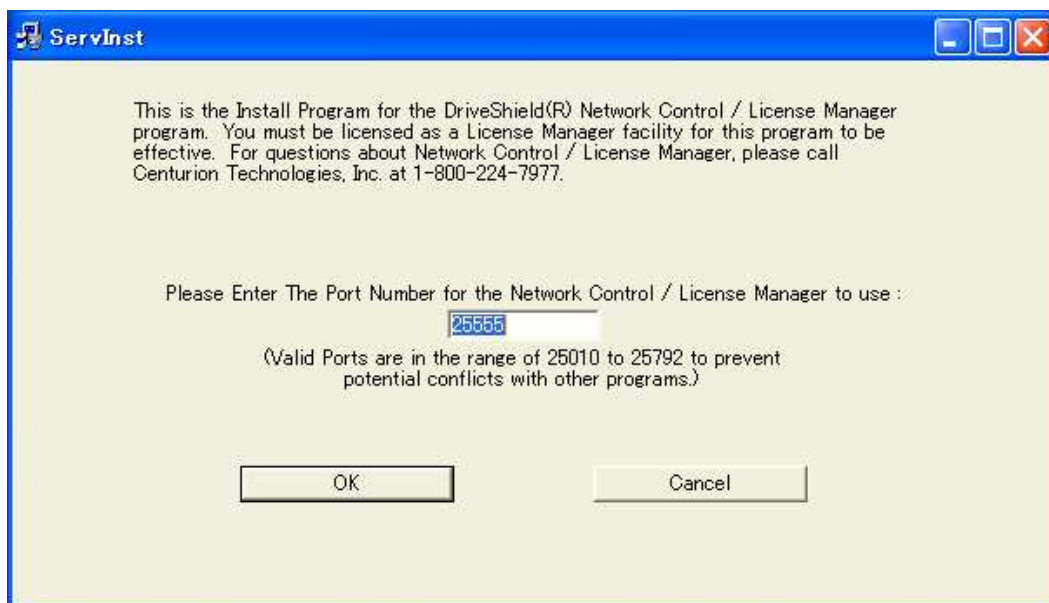 ServInst
This is the Install Program for the DriveShield(R) Network Control / License Manager
program.  You must be licensed as a License Manager facility for this program to be
effective.  For questions about Network Control / License Manager, please call
Centurion Technologies, Inc. at 1-800-224-7977.
Please Enter The Port Number for the Network Control / License Manager to use :
25555
(Valid Ports are in the range of 25010 to 25792 to prevent
potential conflicts with other programs.)
OK
Cancel